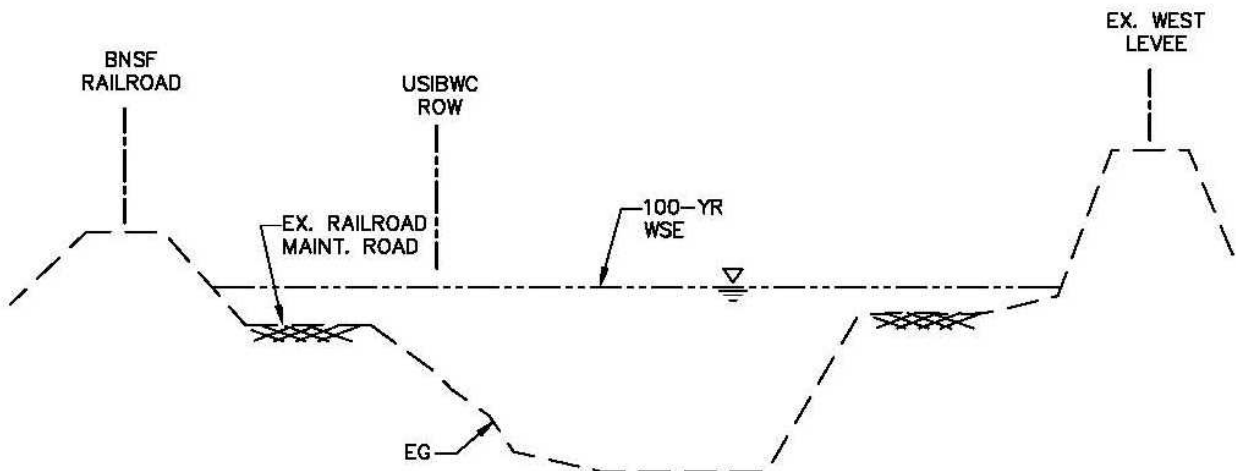 BNSF
RAILROAD
USIBWC
ROW
EX. WEST
LEVEE
EX. RAILROAD
MAINT. ROAD
100-YR
WSE
EG